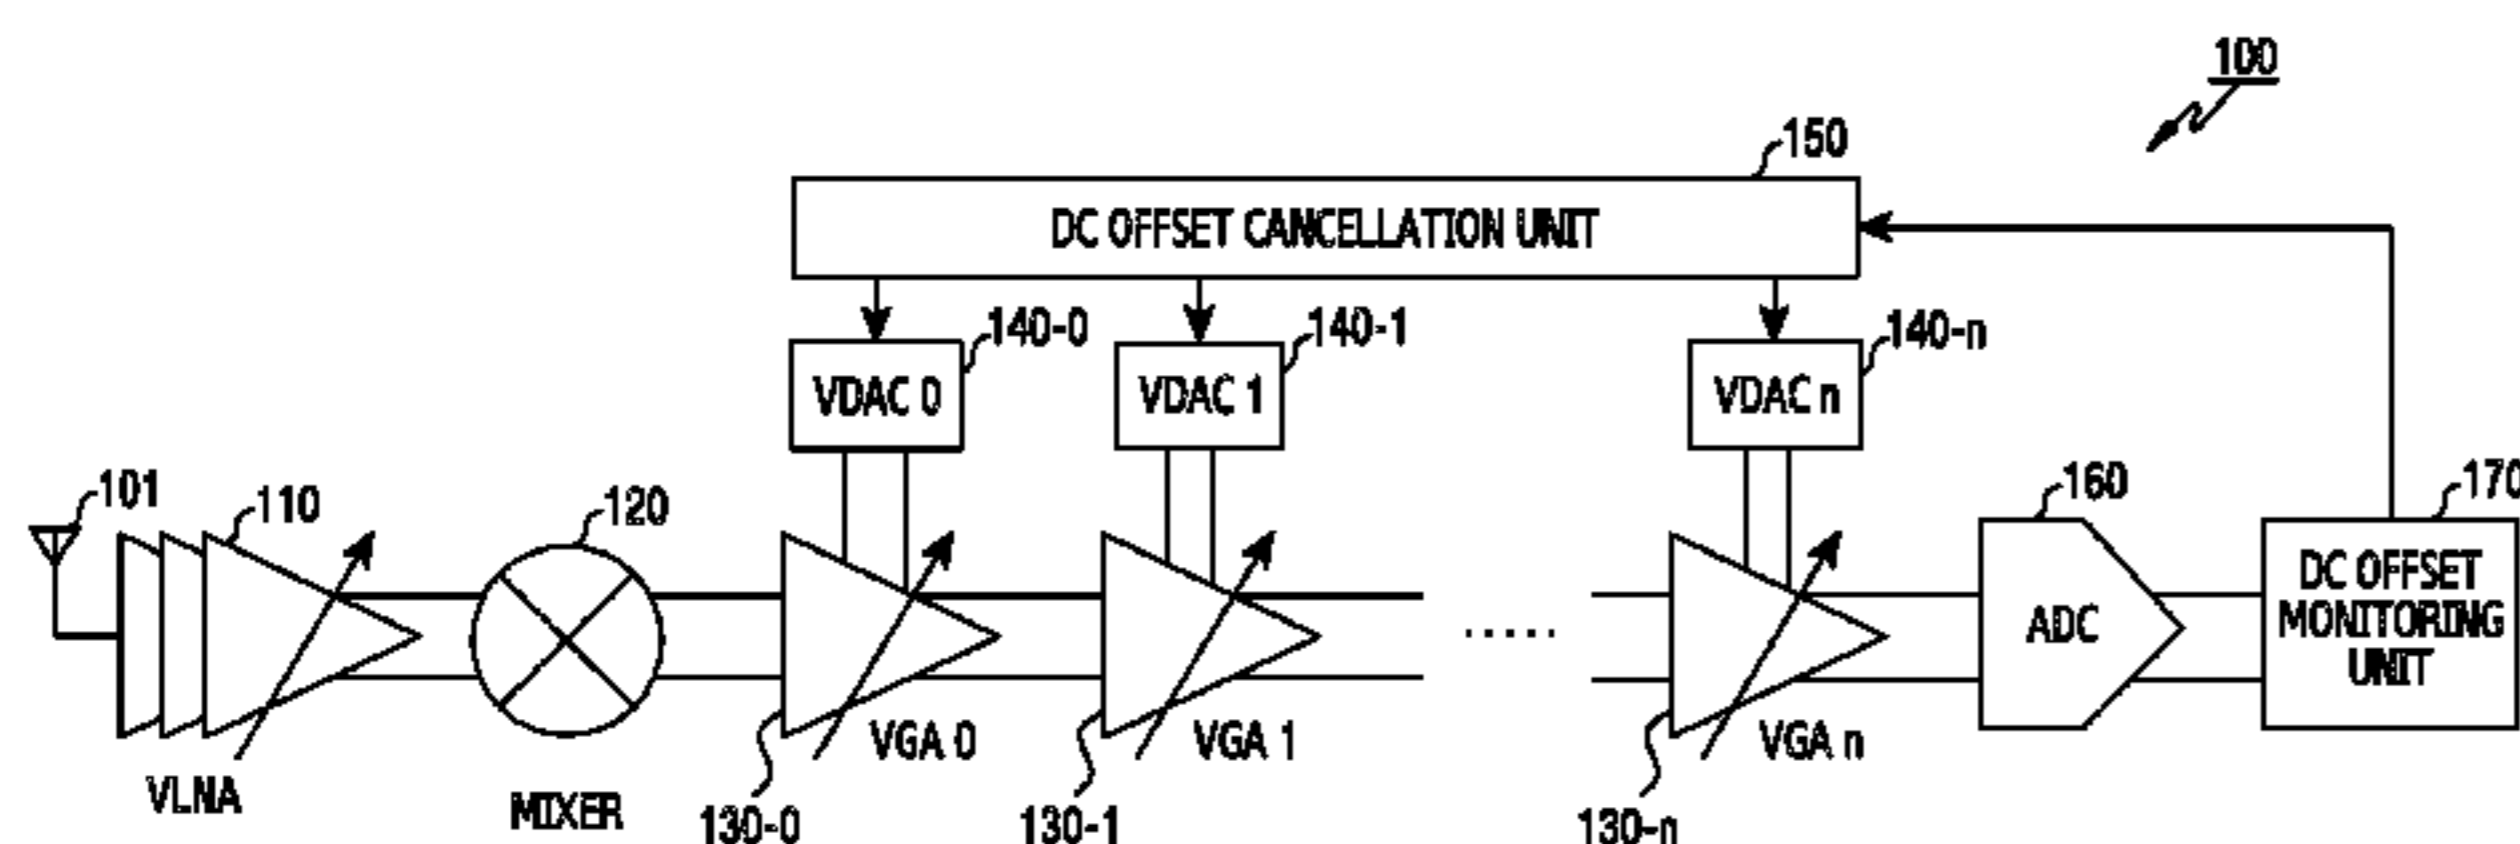 100
150
DC OFFSET CANCELLATION UNIT
140-0
140-1
140-n
VDAC 0
VDAC 1
VDAC n
101
110
120
160
170
DC OFFSET
MONITORING
UNIT
ADC
VGA 0
VGA 1
VGA n
VLNA
MIXER
130-0
130-1
130-n